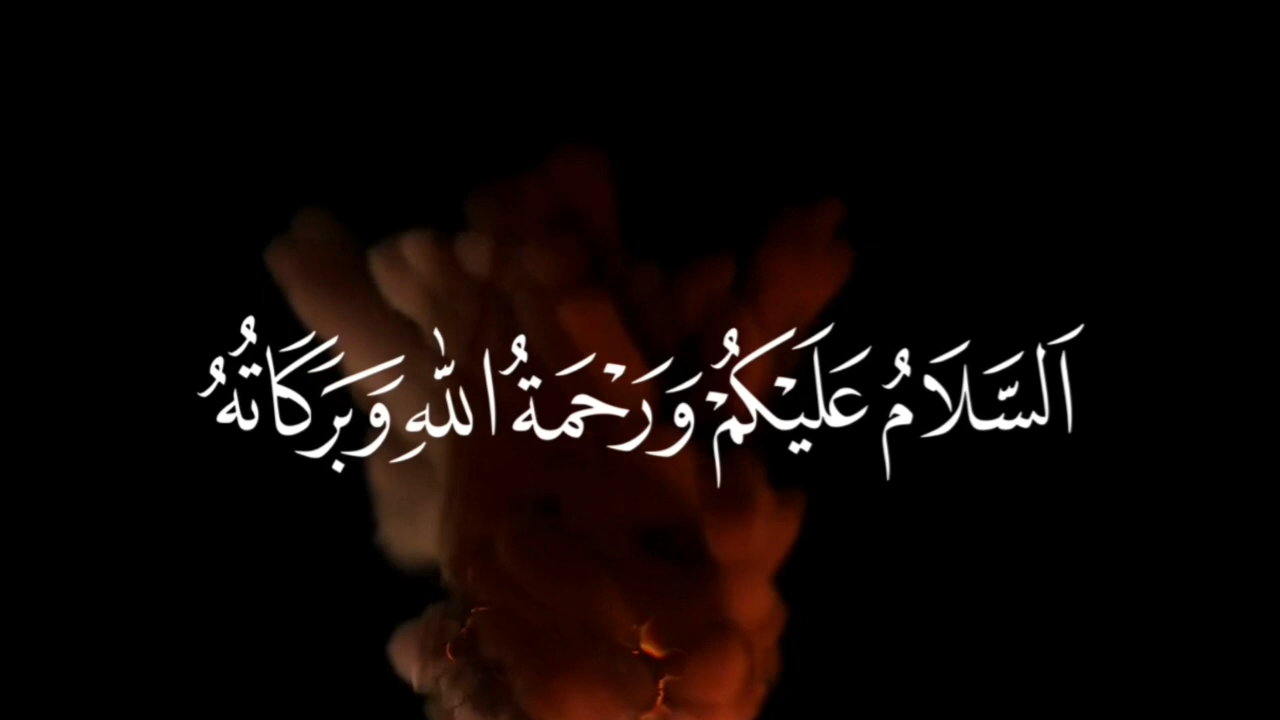 اَلسَّلَامُ عَلَيْكُمْ وَرَحْمَةُ اللّٰهِ وَبَرَكَاتُهُ